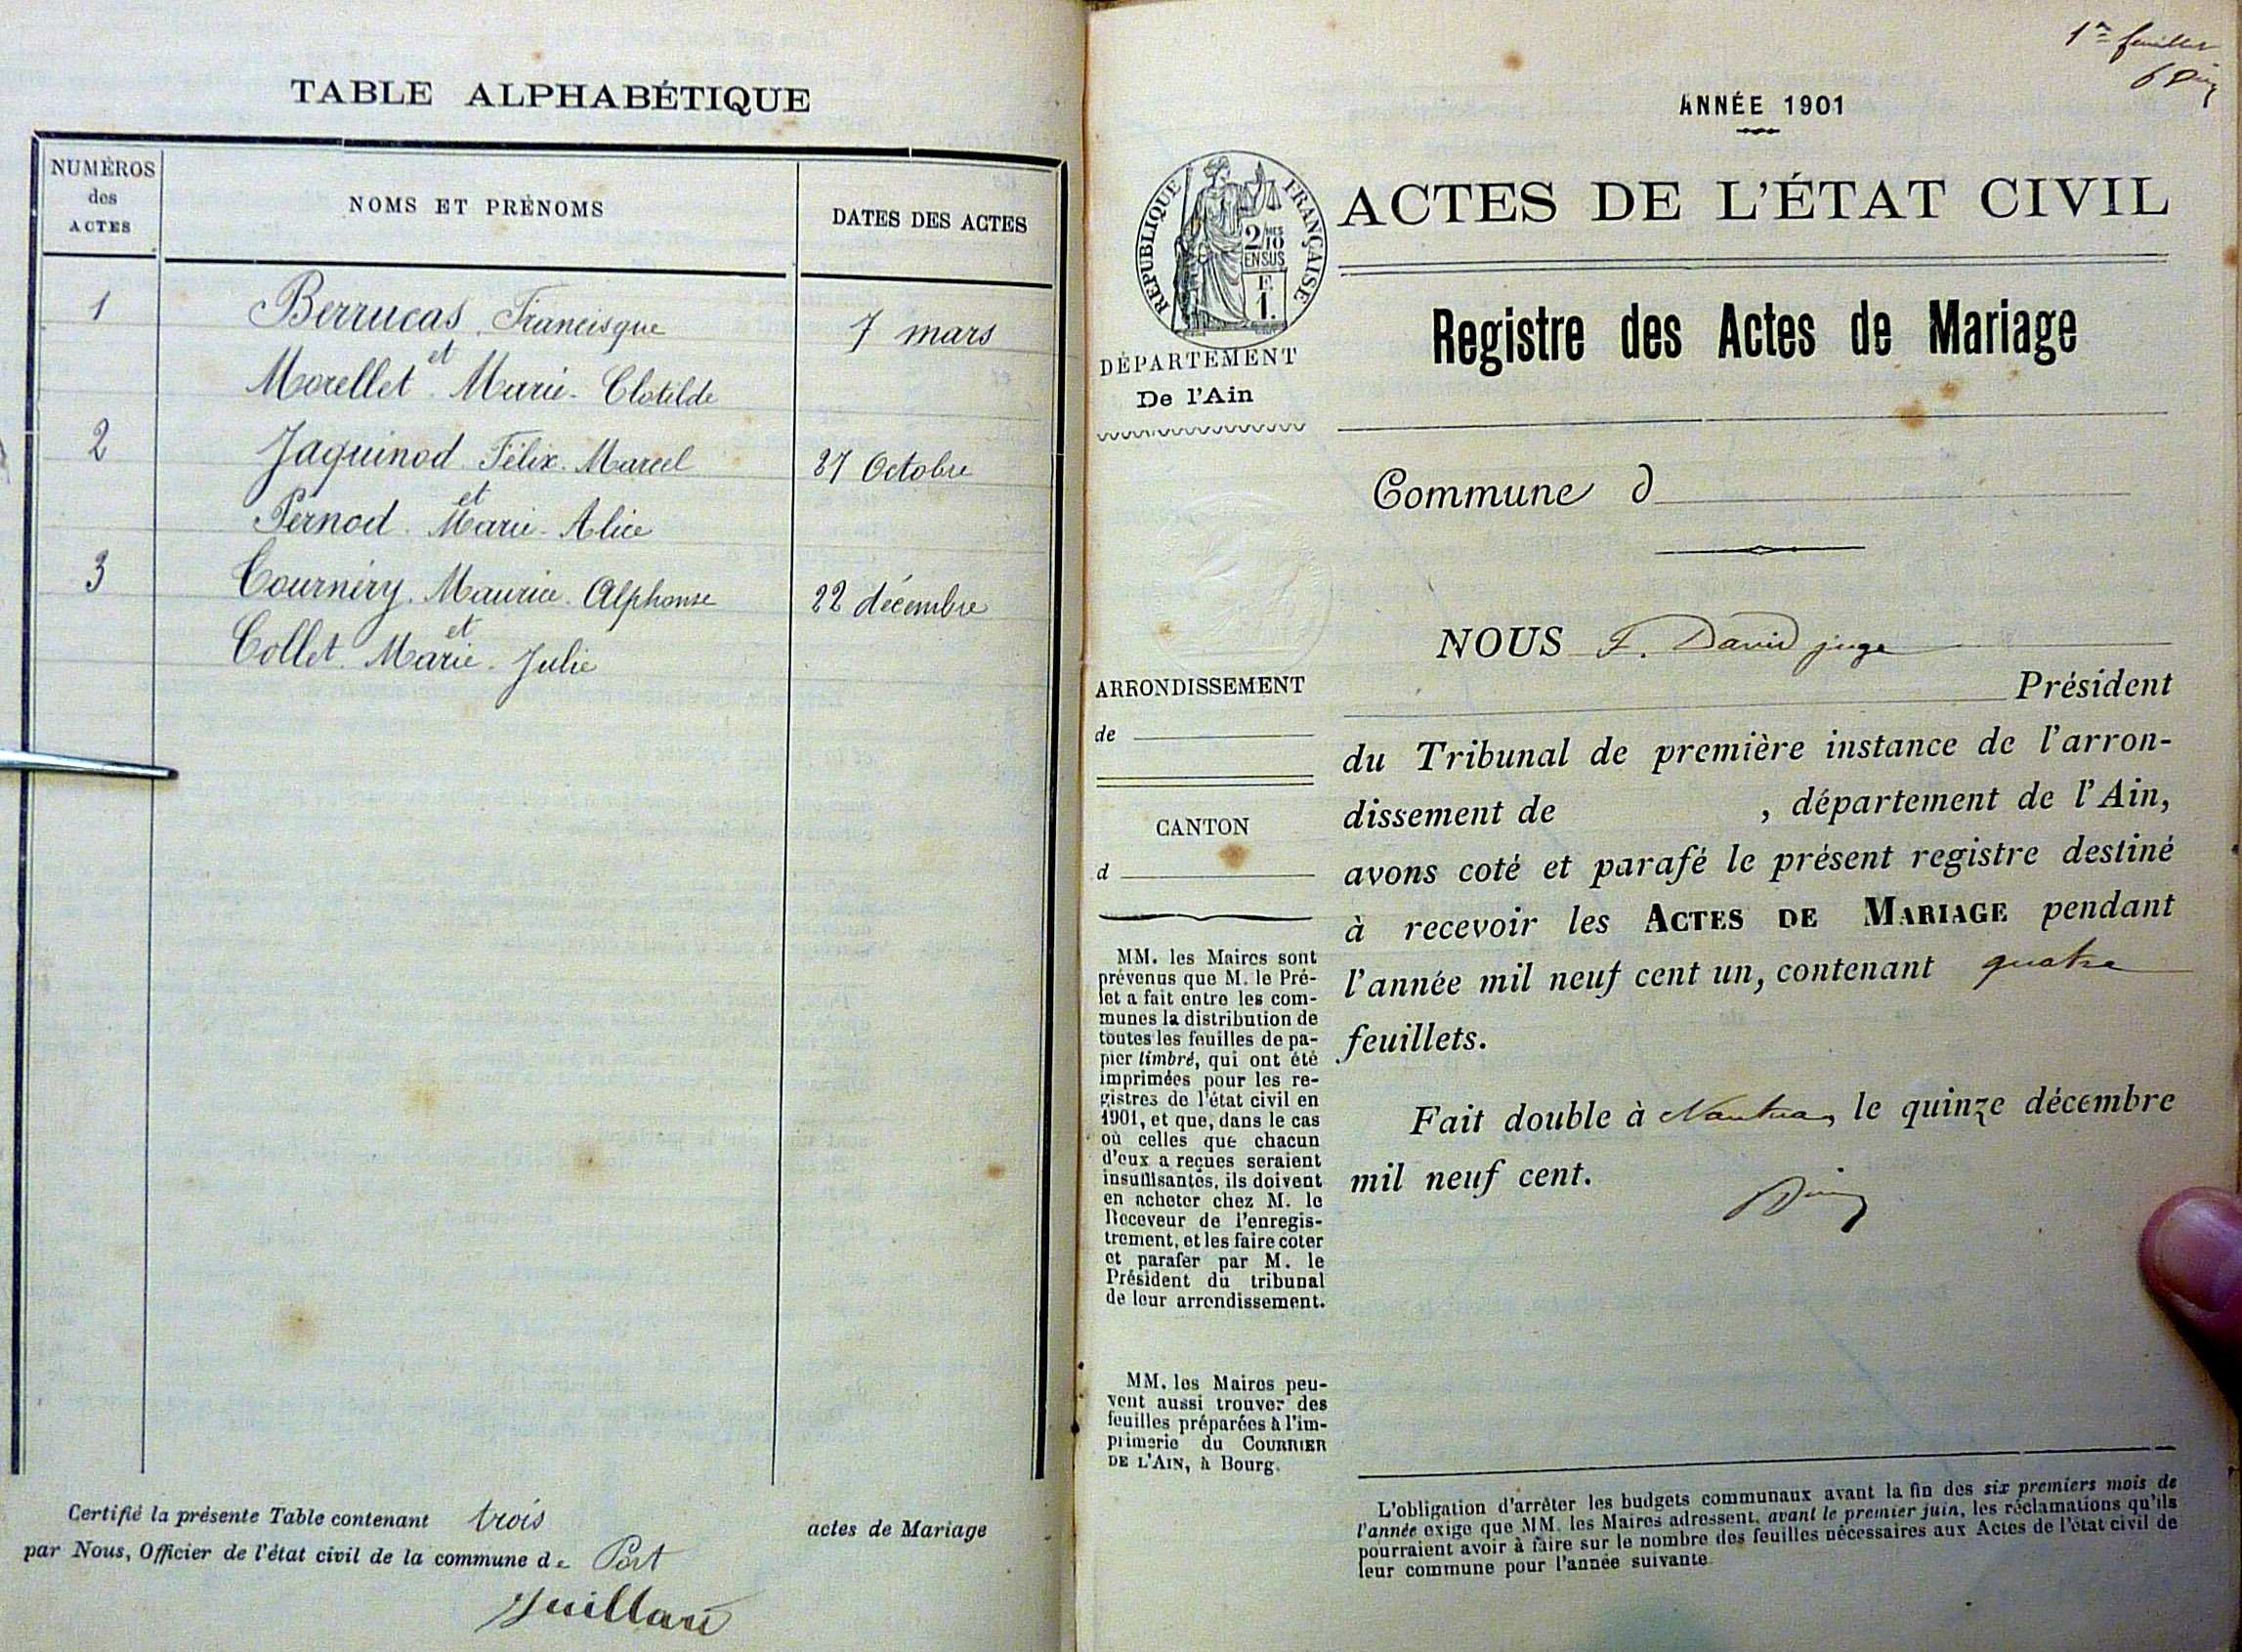 TABLE ALPHABÉTIQUE
NUMÉROS
des
ACTES
NOMS ET PRÉNOMS
DATES DES ACTES
1
Berrucas Francisque
7 mars
et
Morellet Marie-Clotilde
2
Jaquinod Félix Marcel
27 Octobre
et
Pernod Marie-Alice
3
Cournéry Maurice Alphonse
22 décembre
et
Collet Marie-Julie
Certifié la présente Table contenant trois actes de Mariage
par Nous, Officier de l'état civil de la commune de Port
1er feuillet
ANNÉE 1901
RÉPUBLIQUE FRANÇAISE
2/10 MES
EN SUS
E
1.
ACTES DE L'ÉTAT CIVIL
Registre des Actes de Mariage
DÉPARTEMENT
De l'Ain
Commune d
ARRONDISSEMENT
de
CANTON
d
MM. les Maires sont
prévenus que M. le Pré-
fet a fait entre les com-
munes la distribution de
toutes les feuilles de pa-
pier timbré, qui ont été
imprimées pour les re-
gistres de l'état civil en
1901, et que, dans le cas
où celles que chacun
d'eux a reçues seraient
insuffisantes, ils doivent
en acheter chez M. le
Receveur de l'enregis-
trement, et les faire coter
et parafer par M. le
Président du tribunal
de leur arrondissement.
MM. les Maires peu-
vent aussi trouver des
feuilles préparées à l'im-
primerie du COURRIER
DE L'AIN, à Bourg.
NOUS F. David juge
Président
du Tribunal de première instance de l'arron-
dissement de , département de l'Ain,
avons coté et parafé le présent registre destiné
à recevoir les ACTES DE MARIAGE pendant
l'année mil neuf cent un, contenant quatre
feuillets.
Fait double à Nantua, le quinze décembre
mil neuf cent.
L'obligation d'arrêter les budgets communaux avant la fin des six premiers mois de
l'année exige que MM. les Maires adressent, avant le premier juin, les réclamations qu'ils
pourraient avoir à faire sur le nombre des feuilles nécessaires aux Actes de l'état civil de
leur commune pour l'année suivante